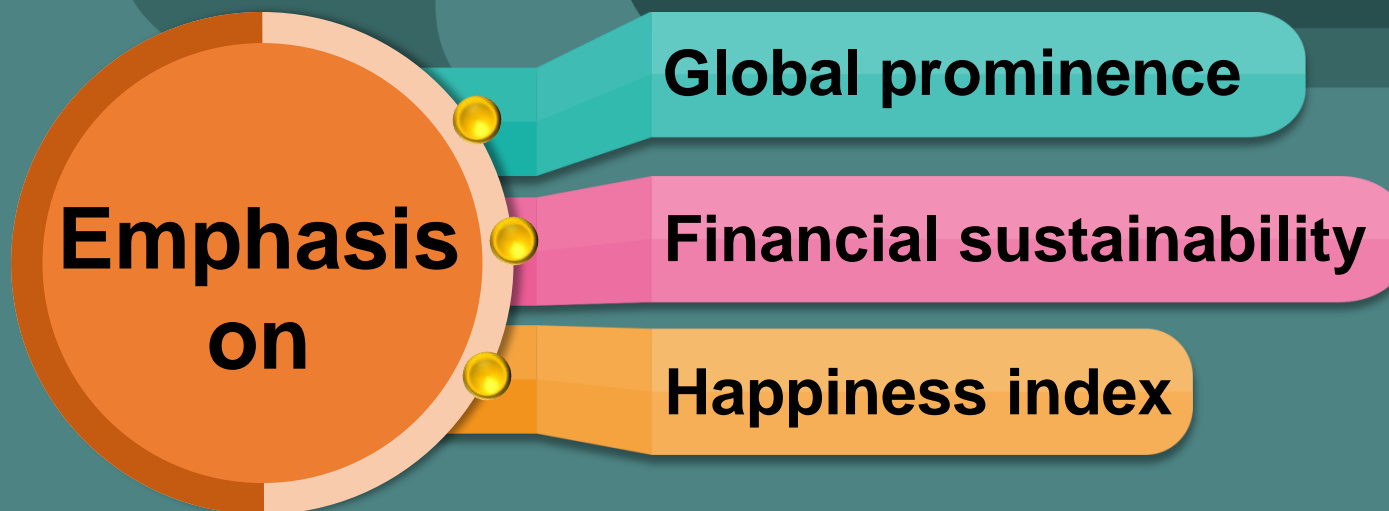 Emphasis
on
Global prominence
Financial sustainability
Happiness index